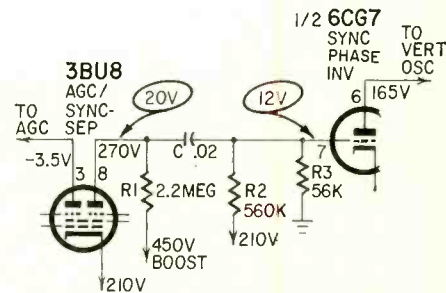 1/2 6CG7
SYNC
PHASE
INV
TO
VERT
OSC
3BU8
AGC/
SYNC-
SEP
20V
12V
6
165V
TO
AGC
-3.5V
3 8
270V
C .02
7
R1
2.2MEG
R2
560K
R3
56K
450V
BOOST
210V
210V